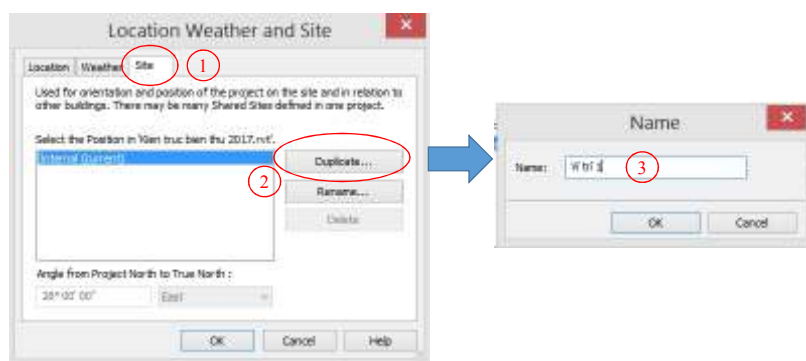 Location Weather and Site
Location Weather Site
1
Used for orientation and position of the project on the site and in relation to
other buildings. There may be many Shared Sites defined in one project.
Select the Position in 'Kien truc bien thu 2017.rvt'.
Internal (current)
Duplicate...
2
Rename...
Delete
Angle from Project North to True North :
East
OK Cancel Help
Name
Name:
3
OK Cancel